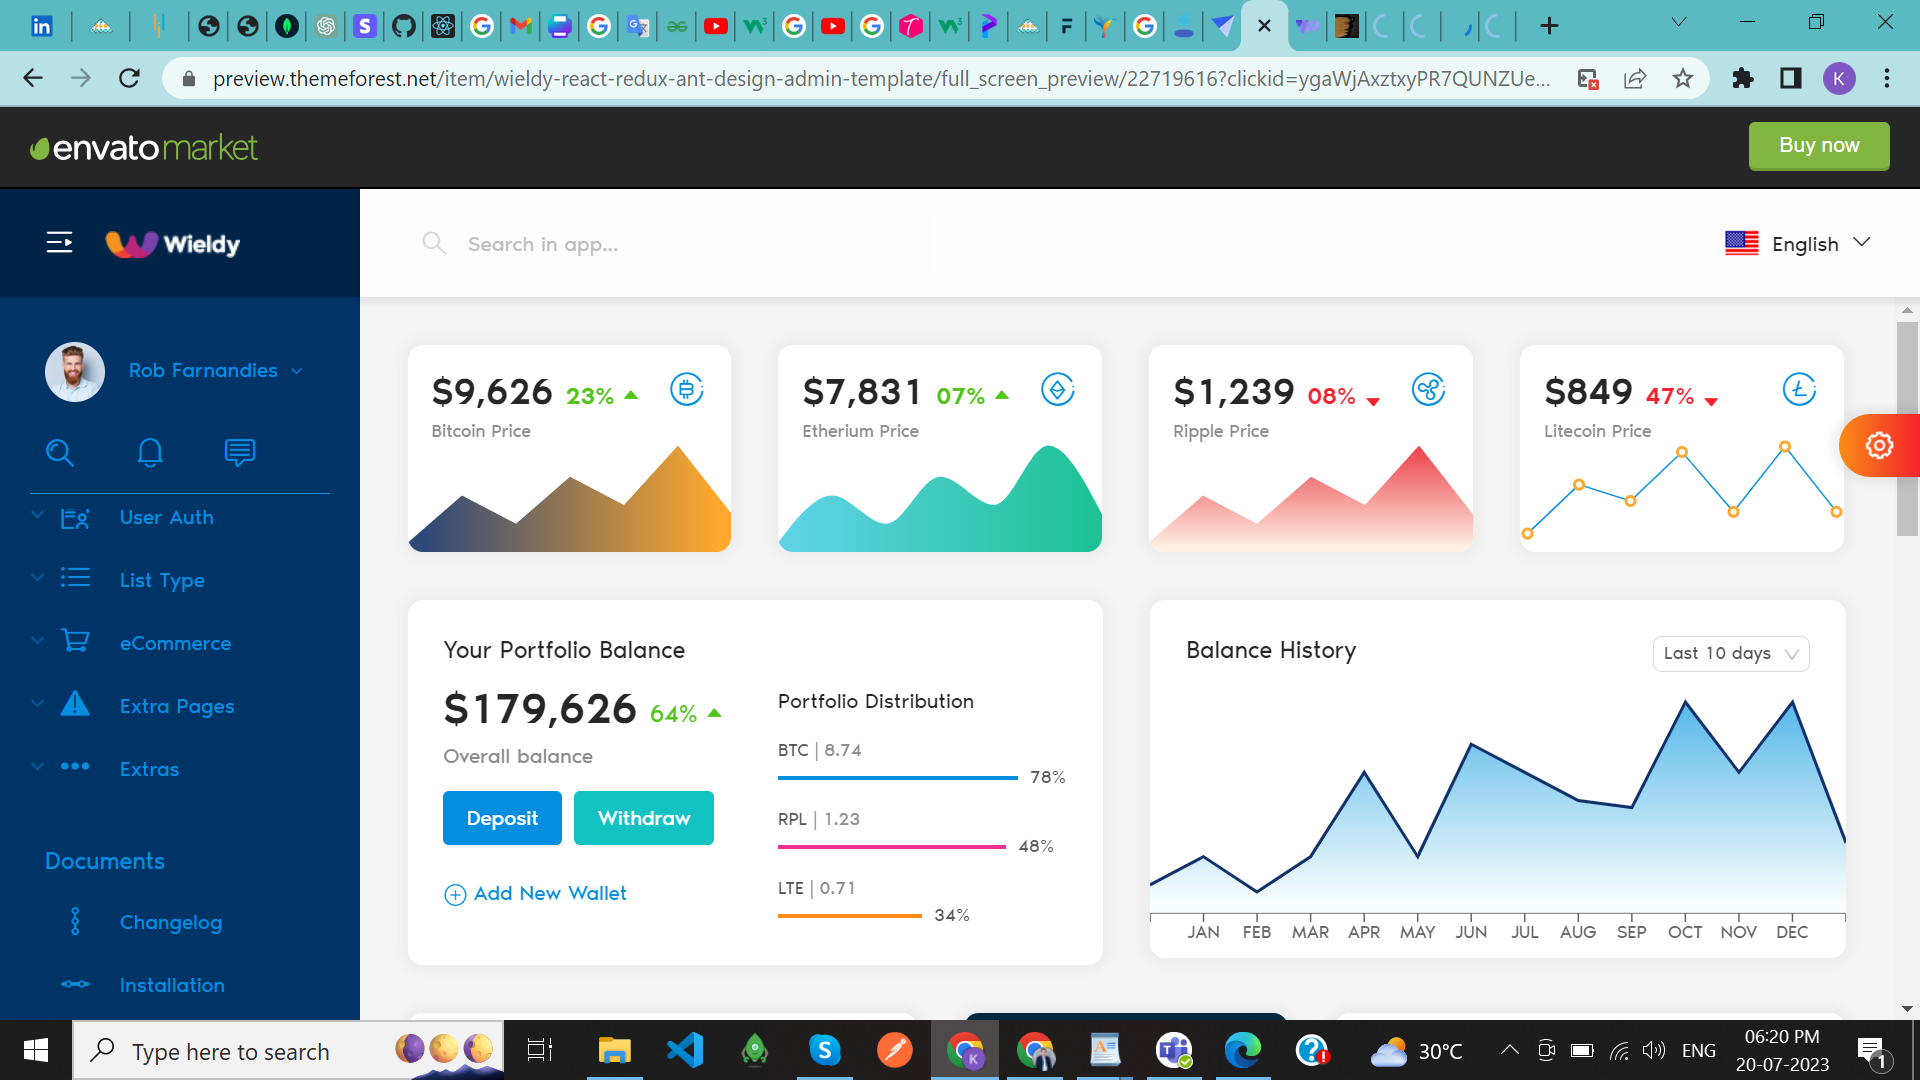 preview.themeforest.net/item/wieldy-react-redux-ant-design-admin-template/full_screen_preview/22719616?clickid=ygaWjAxztxyPR7QUNZUe...
K
envato market
Buy now
Wieldy
Search in app...
English
Rob Farnandies
User Auth
List Type
eCommerce
Extra Pages
Extras
Documents
Changelog
Installation
$9,626 23%
Bitcoin Price
$7,831 07%
Etherium Price
$1,239 08%
Ripple Price
$849 47%
Litecoin Price
Your Portfolio Balance
$179,626 64%
Overall balance
Deposit
Withdraw
Add New Wallet
Portfolio Distribution
BTC | 8.74
78%
RPL | 1.23
48%
LTE | 0.71
34%
Balance History
Last 10 days
JAN FEB MAR APR MAY JUN JUL AUG SEP OCT NOV DEC
Type here to search
30°C
ENG
06:20 PM
20-07-2023
1